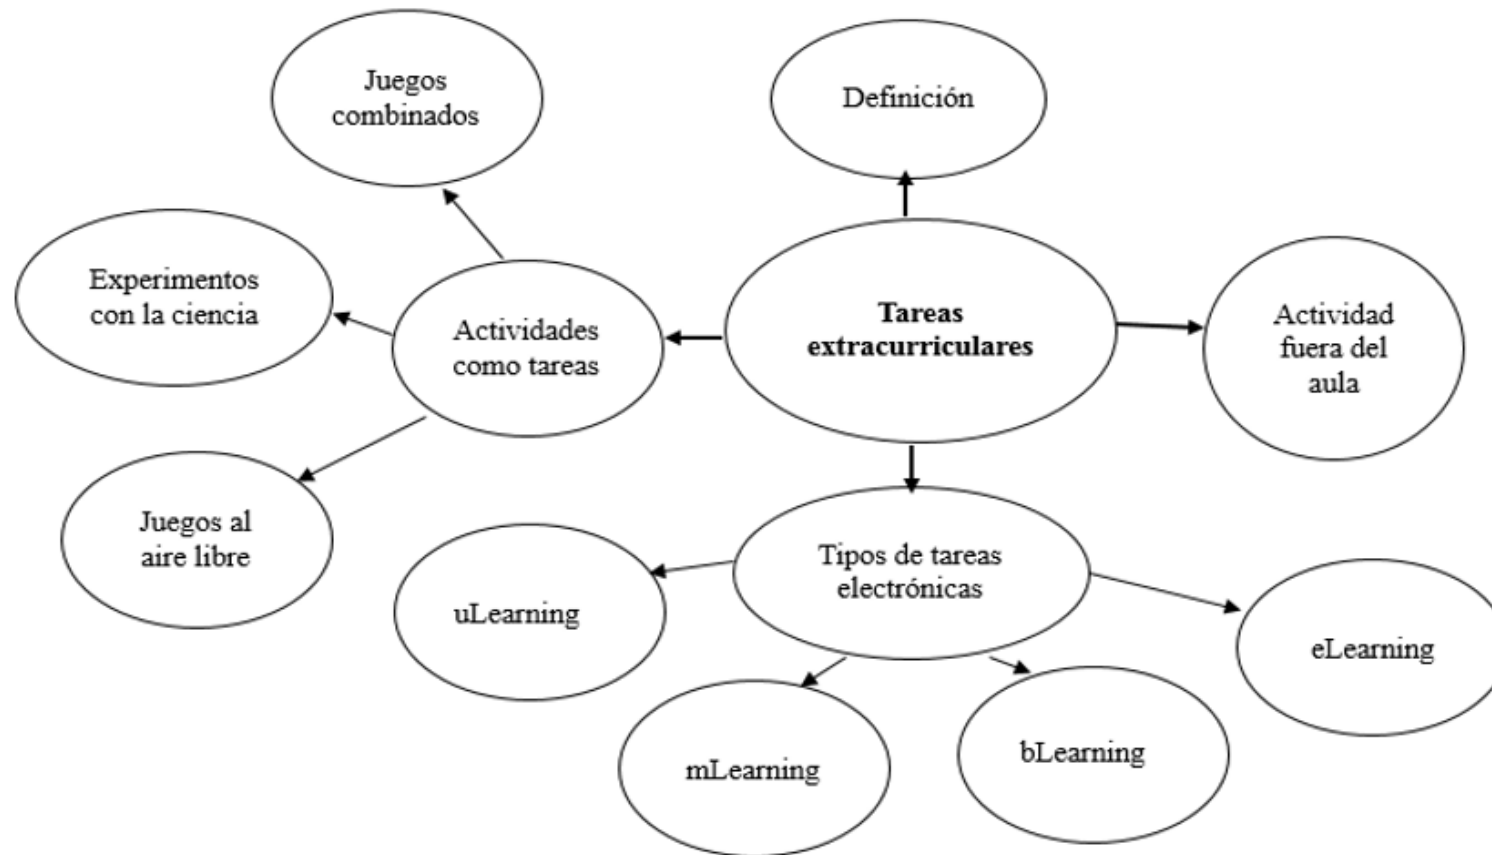 Juegos
combinados
Definición
Experimentos
con la ciencia
Actividades
como tareas
Tareas
extracurriculares
Actividad
fuera del
aula
Juegos al
aire libre
Tipos de tareas
electrónicas
uLearning
eLearning
mLearning
bLearning